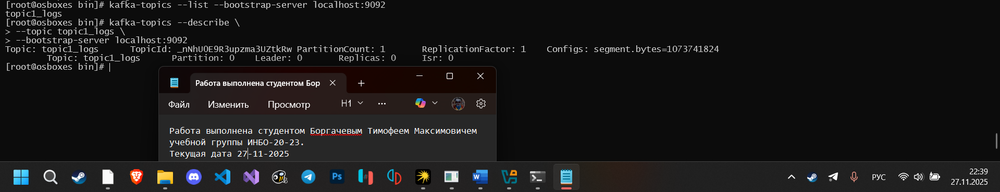 [root@osboxes bin]# kafka-topics --list --bootstrap-server localhost:9092
topic1_logs
[root@osboxes bin]# kafka-topics --describe \
> --topic topic1_logs \
> --bootstrap-server localhost:9092
Topic: topic1_logs TopicId: _nNhUOE9R3upzma3UZtkRw PartitionCount: 1 ReplicationFactor: 1 Configs: segment.bytes=1073741824
Topic: topic1_logs Partition: 0 Leader: 0 Replicas: 0 Isr: 0
[root@osboxes bin]#
Работа выполнена студентом Бор
Файл Изменить Просмотр H1 ...
Работа выполнена студентом Боргачевым Тимофеем Максимовичем
учебной группы ИНБО-20-23.
Текущая дата 27-11-2025
Ps
РУС
22:39
27.11.2025